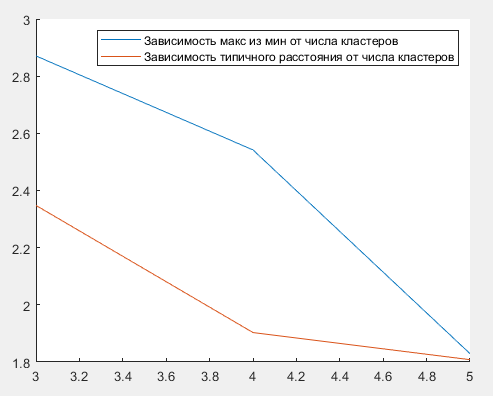 3
Зависимость макс из мин от числа кластеров
Зависимость типичного расстояния от числа кластеров
2.8
2.6
2.4
2.2
2
1.8
3 3.2 3.4 3.6 3.8 4 4.2 4.4 4.6 4.8 5